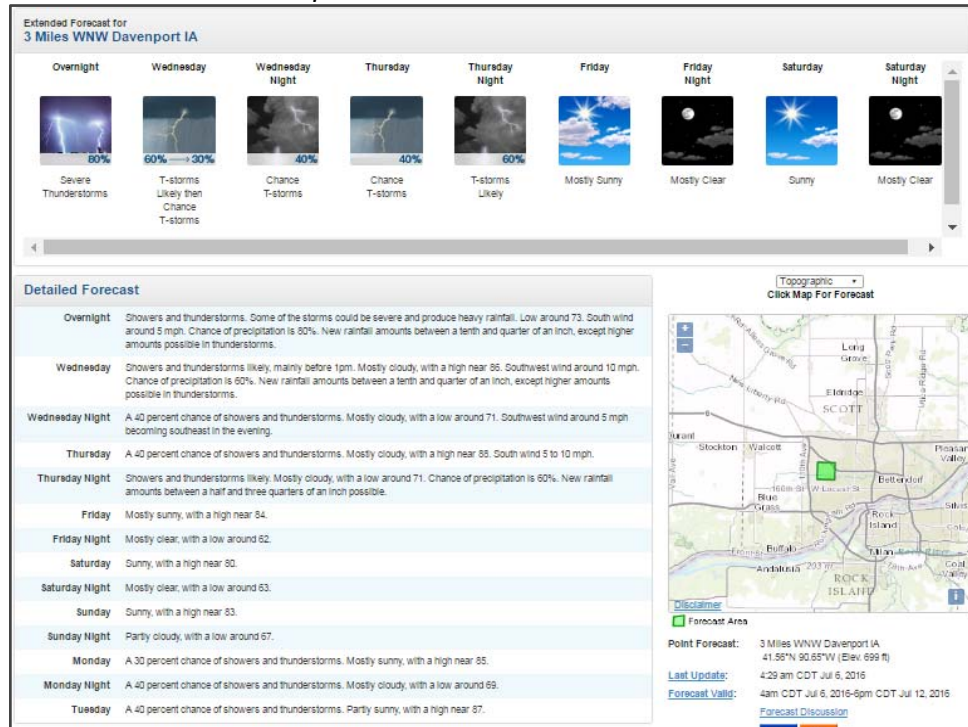 Extended Forecast for
3 Miles WNW Davenport IA
Overnight
Wednesday
Wednesday
Night
Thursday
Thursday
Night
Friday
Friday
Night
Saturday
Saturday
Night
80%
60% → 30%
40%
40%
60%
Severe
Thunderstorms
T-storms
Likely then
Chance
T-storms
Chance
T-storms
Chance
T-storms
T-storms
Likely
Mostly Sunny
Mostly Clear
Sunny
Mostly Clear
Detailed Forecast
Overnight Showers and thunderstorms. Some of the storms could be severe and produce heavy rainfall. Low around 73. South wind
around 5 mph. Chance of precipitation is 80%. New rainfall amounts between a tenth and quarter of an inch, except higher
amounts possible in thunderstorms.
Wednesday Showers and thunderstorms likely, mainly before 1pm. Mostly cloudy, with a high near 86. Southwest wind around 10 mph.
Chance of precipitation is 60%. New rainfall amounts between a tenth and quarter of an inch, except higher amounts
possible in thunderstorms.
Wednesday Night A 40 percent chance of showers and thunderstorms. Mostly cloudy, with a low around 71. Southwest wind around 5 mph
becoming southeast in the evening.
Thursday A 40 percent chance of showers and thunderstorms. Mostly cloudy, with a high near 88. South wind 5 to 10 mph.
Thursday Night Showers and thunderstorms likely. Mostly cloudy, with a low around 71. Chance of precipitation is 60%. New rainfall
amounts between a half and three quarters of an inch possible.
Friday Mostly sunny, with a high near 84.
Friday Night Mostly clear, with a low around 62.
Saturday Sunny, with a high near 80.
Saturday Night Mostly clear, with a low around 63.
Sunday Sunny, with a high near 83.
Sunday Night Partly cloudy, with a low around 67.
Monday A 30 percent chance of showers and thunderstorms. Mostly sunny, with a high near 85.
Monday Night A 40 percent chance of showers and thunderstorms. Mostly cloudy, with a low around 69.
Tuesday A 40 percent chance of showers and thunderstorms. Partly sunny, with a high near 87.
Topographic
Click Map For Forecast
+
−
Long
Grove
New Liberty Rd
Eldridge
SCOTT
Durant
Stockton
Walcott
110th Ave
Pleasan
Valley
160th St
W Locust St
Bettendorf
Blue
Grass
Rock
Island
Silvis
Buffalo
Milan
Rock River
Andalusia
ROCK
ISLAND
Coal
Valley
Disclaimer
i
Forecast Area
Point Forecast: 3 Miles WNW Davenport IA
41.56°N 90.65°W (Elev. 699 ft)
Last Update: 4:29 am CDT Jul 6, 2016
Forecast Valid: 4am CDT Jul 6, 2016-6pm CDT Jul 12, 2016
Forecast Discussion